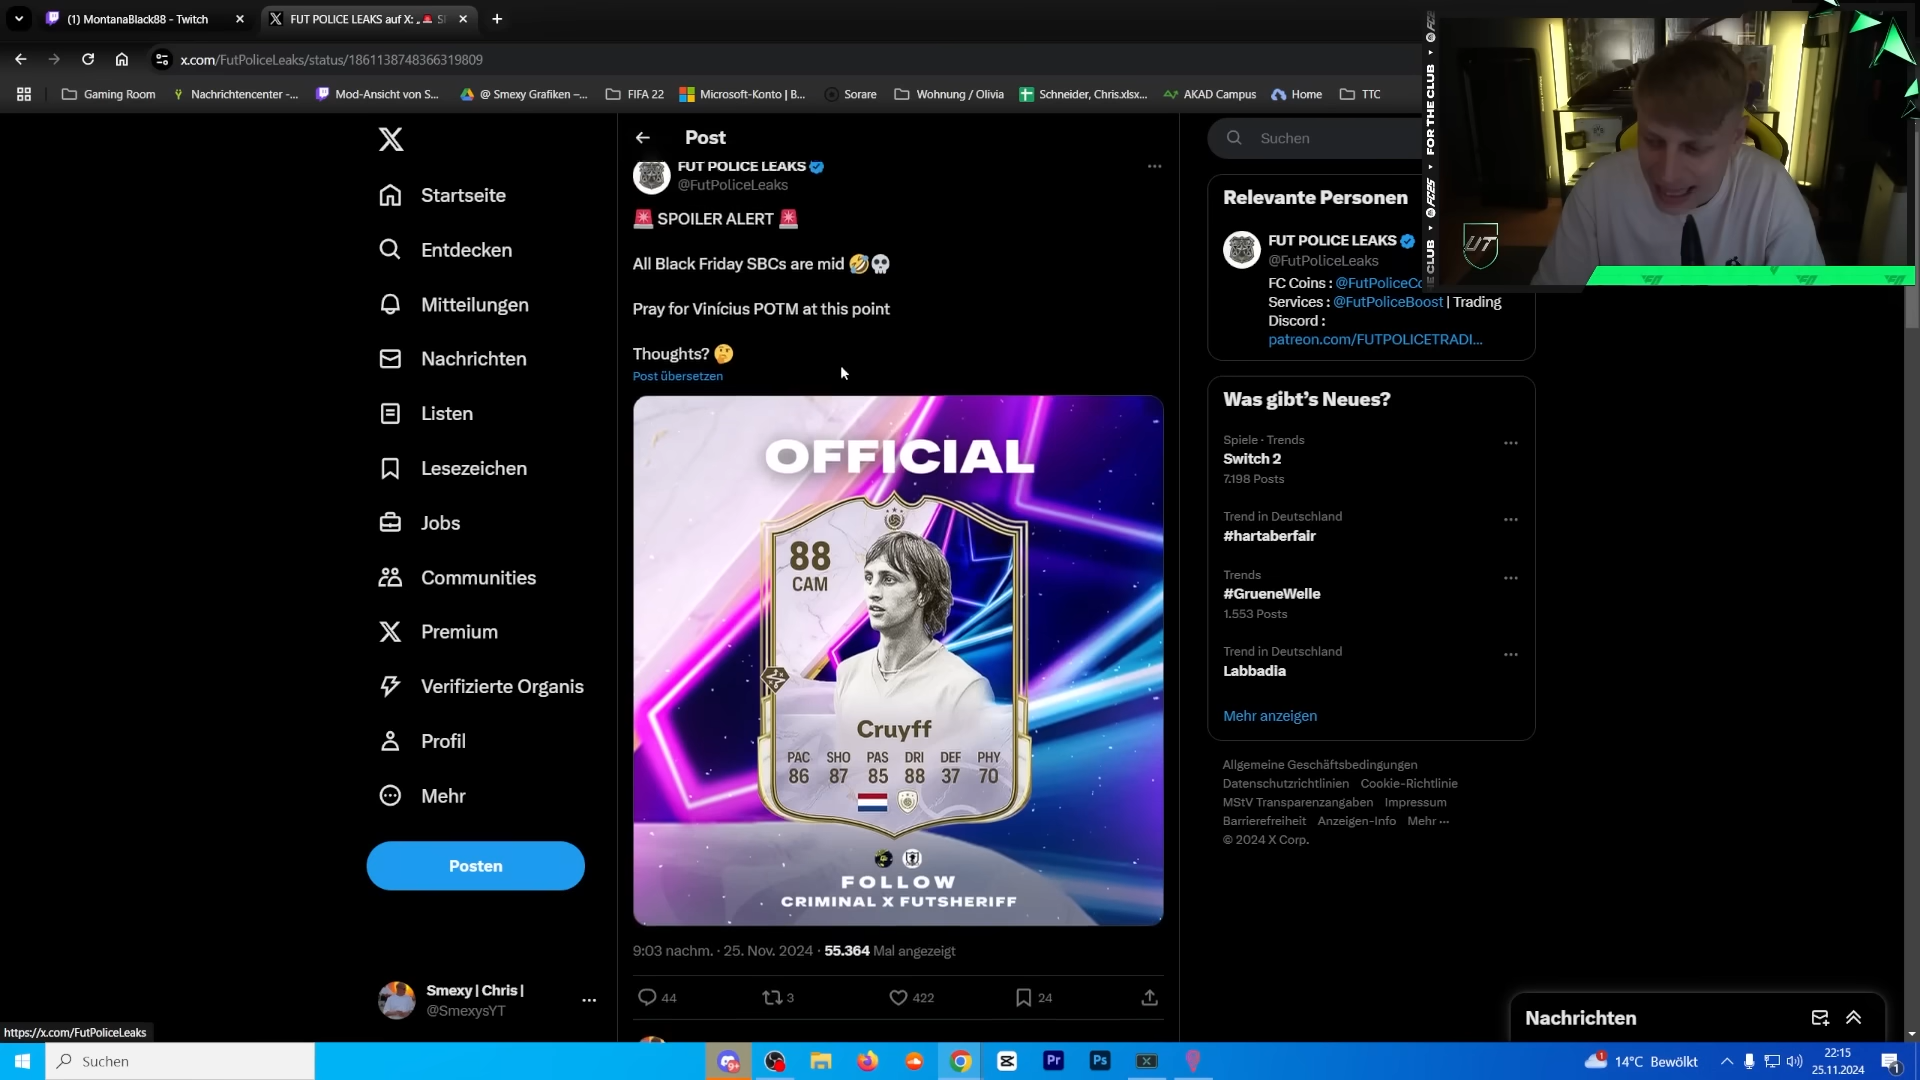 (1) MontanaBlack88 - Twitch
FUT POLICE LEAKS auf X: „🚨 S
x.com/FutPoliceLeaks/status/1861138748366319809
Gaming Room
Nachrichtencenter -...
Mod-Ansicht von S...
@ Smexy Grafiken –...
FIFA 22
Microsoft-Konto | B...
Sorare
Wohnung / Olivia
Schneider, Chris.xlsx...
AKAD Campus
Home
TTC
Startseite
Entdecken
Mitteilungen
Nachrichten
Listen
Lesezeichen
Jobs
Communities
Premium
Verifizierte Organis
Profil
Mehr
Posten
Smexy | Chris |
@SmexysYT
https://x.com/FutPoliceLeaks
Post
FUT POLICE LEAKS
@FutPoliceLeaks
🚨 SPOILER ALERT 🚨
All Black Friday SBCs are mid 🤣💀
Pray for Vinícius POTM at this point
Thoughts? 🤔
Post übersetzen
OFFICIAL
88
CAM
Cruyff
PAC SHO PAS DRI DEF PHY
86 87 85 88 37 70
FOLLOW
CRIMINAL X FUTSHERIFF
9:03 nachm. · 25. Nov. 2024 · 55.364 Mal angezeigt
44
3
422
24
Suchen
Relevante Personen
FUT POLICE LEAKS
@FutPoliceLeaks
FC Coins : @FutPoliceCo
Services : @FutPoliceBoost | Trading
Discord :
patreon.com/FUTPOLICETRADI...
Was gibt's Neues?
Spiele · Trends
Switch 2
7.198 Posts
Trend in Deutschland
#hartaberfair
Trends
#GrueneWelle
1.553 Posts
Trend in Deutschland
Labbadia
Mehr anzeigen
Allgemeine Geschäftsbedingungen
Datenschutzrichtlinien Cookie-Richtlinie
MStV Transparenzangaben Impressum
Barrierefreiheit Anzeigen-Info Mehr ···
© 2024 X Corp.
FOR THE CLUB
FC25
E CLUB
UT
Nachrichten
Suchen
9+
Pr
Ps
1
14°C Bewölkt
22:15
25.11.2024
1